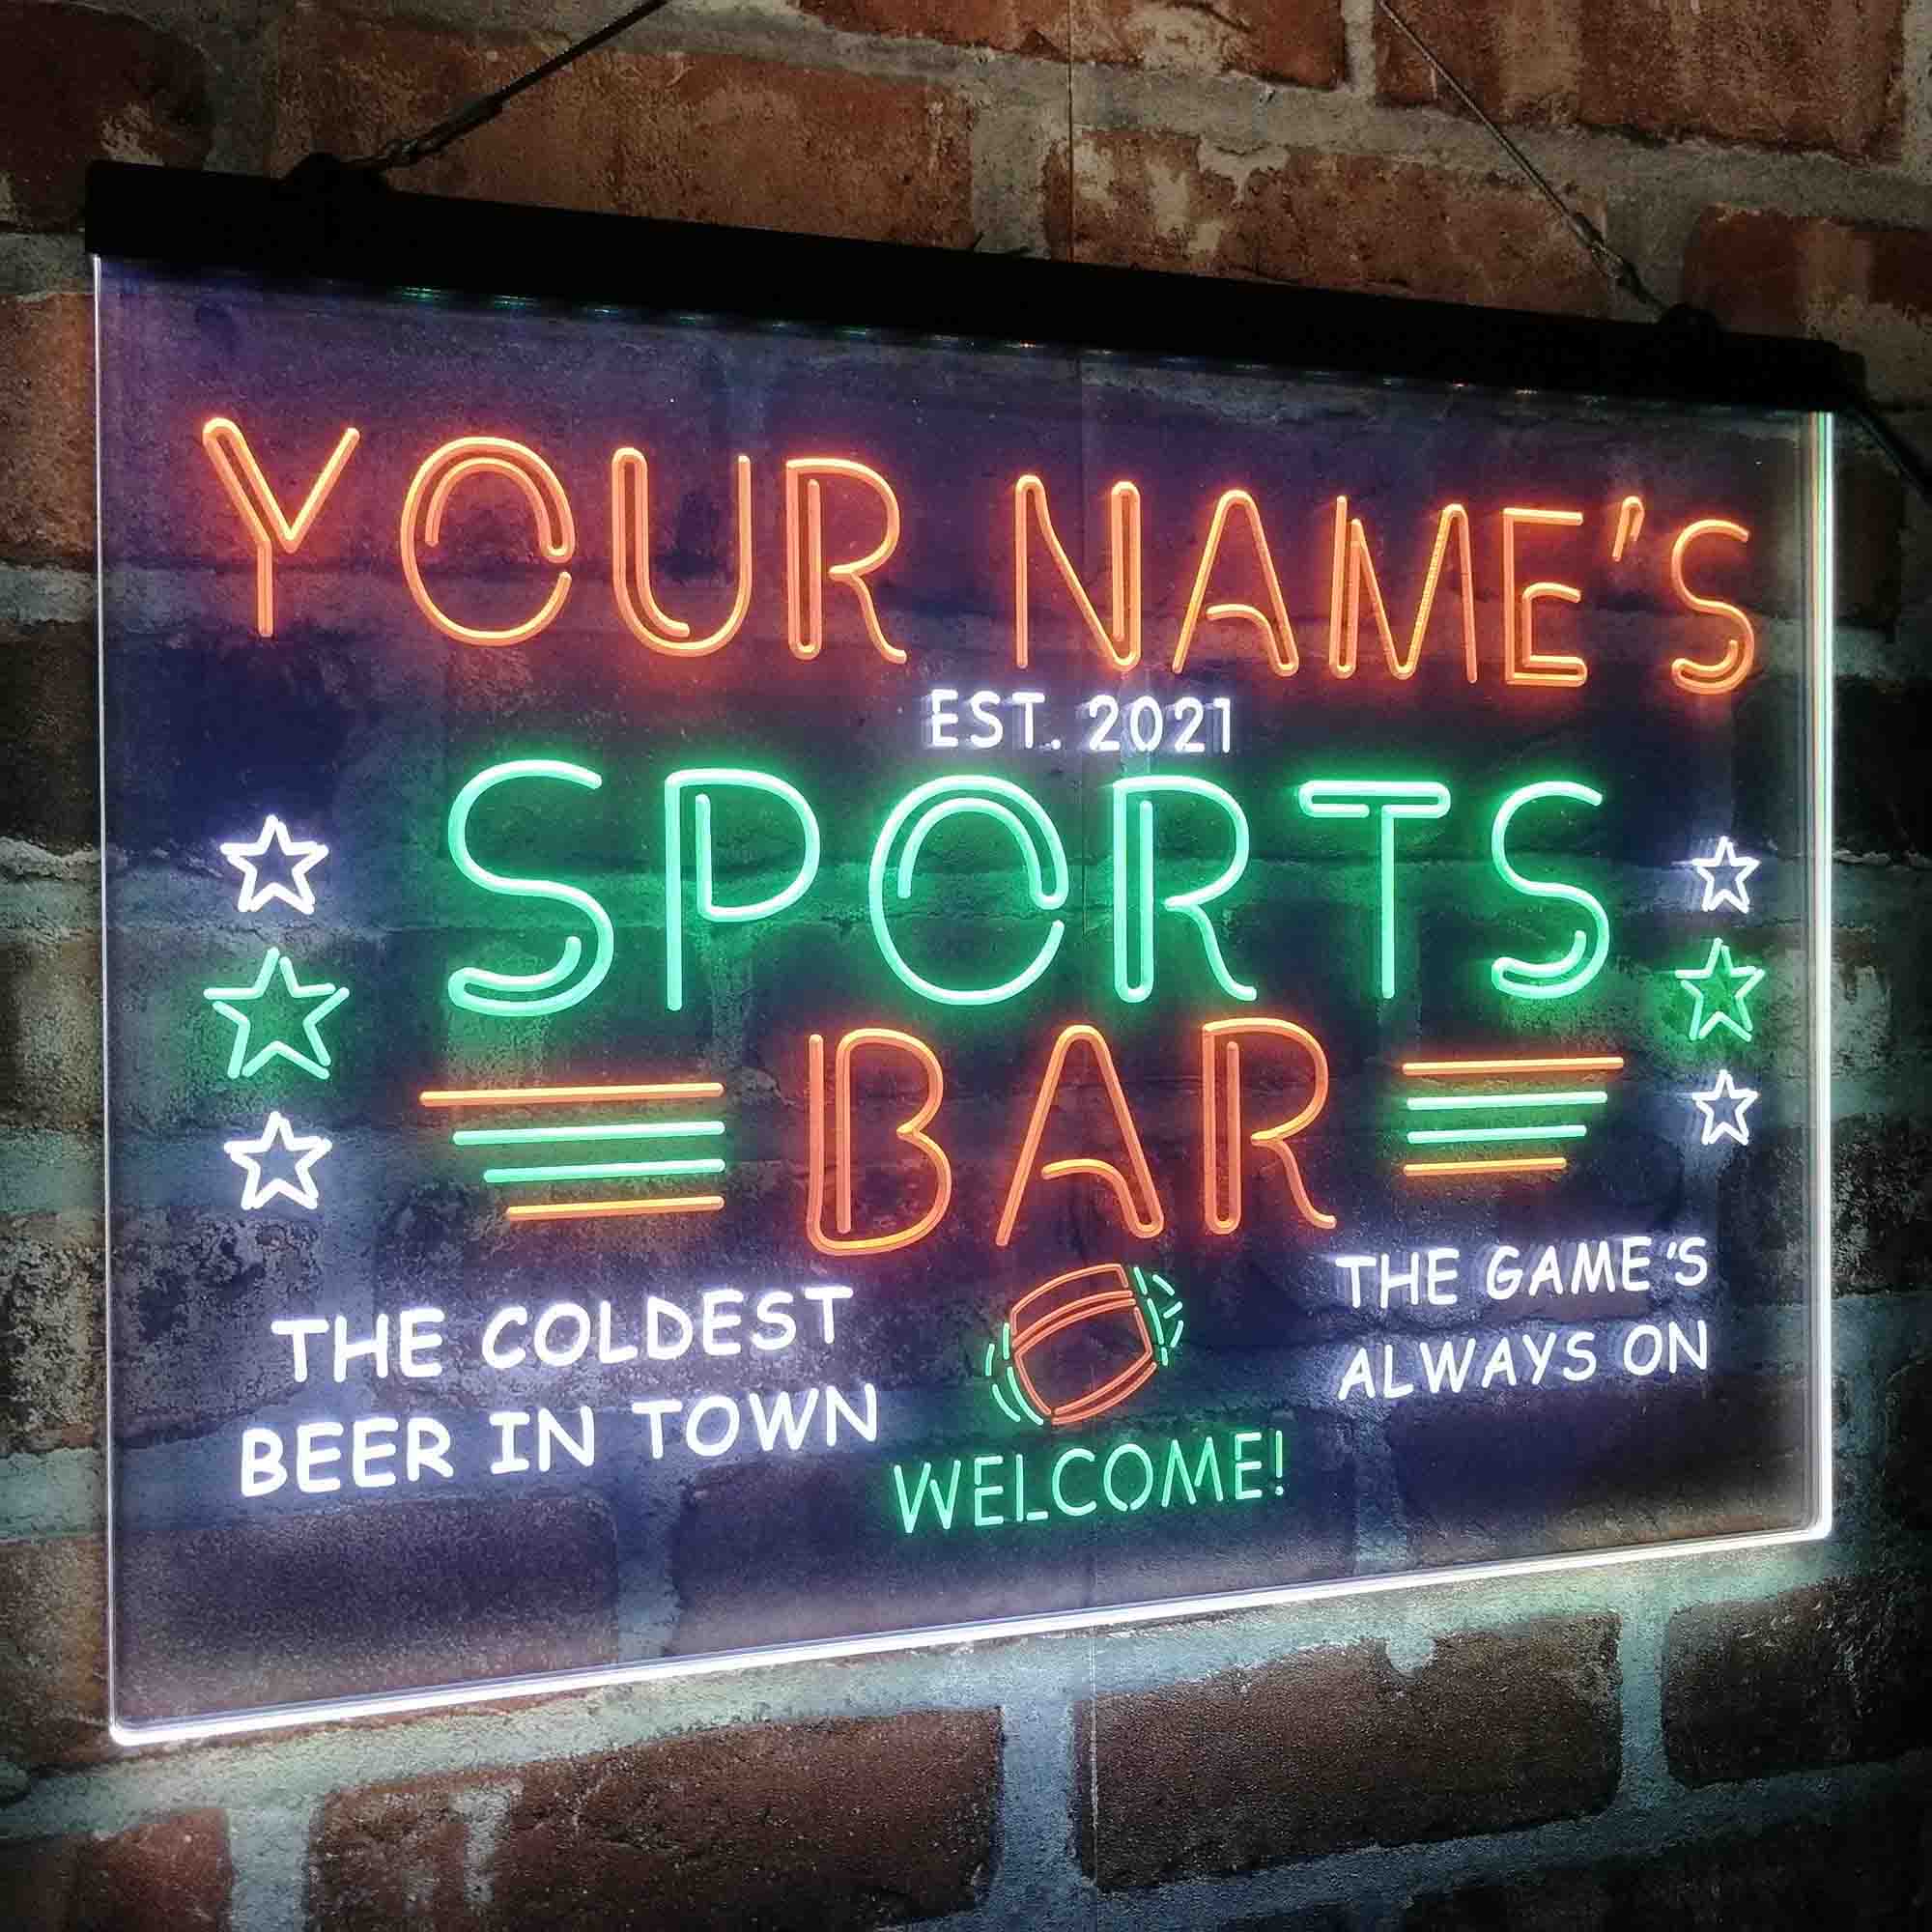 YOUR NAME'S
EST. 2021
SPORTS
BAR
THE COLDEST
BEER IN TOWN
THE GAME'S
ALWAYS ON
WELCOME!